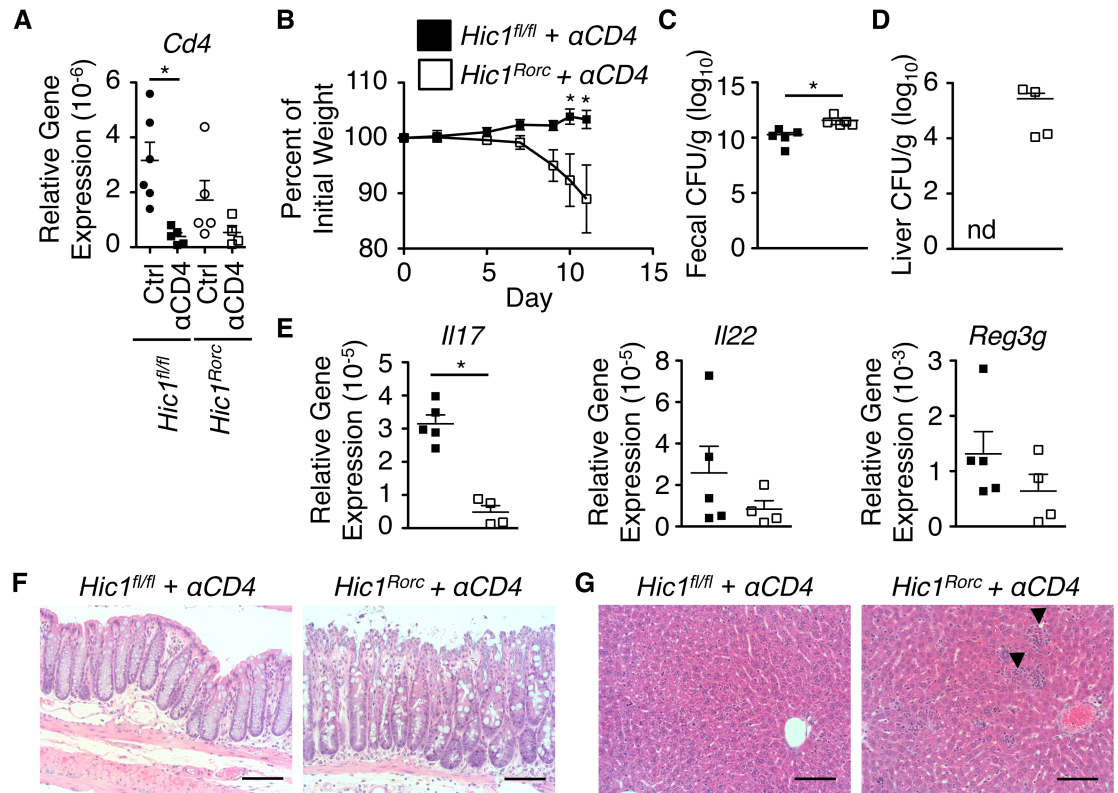 A
Cd4
Relative Gene
Expression (10-6)
6
4
2
0
*
Ctrl
αCD4
Ctrl
αCD4
Hic1fl/fl
Hic1Rorc
B
Hic1fl/fl + αCD4
Hic1Rorc + αCD4
Percent of
Initial Weight
110
100
90
80
* *
0 5 10 15
Day
C
Fecal CFU/g (log10)
15
10
5
0
*
D
Liver CFU/g (log10)
6
4
2
0
nd
E
Il17
Relative Gene
Expression (10-5)
5
4
3
2
1
0
*
Il22
Relative Gene
Expression (10-5)
8
6
4
2
0
Reg3g
Relative Gene
Expression (10-3)
3
2
1
0
F
Hic1fl/fl + αCD4
Hic1Rorc + αCD4
G
Hic1fl/fl + αCD4
Hic1Rorc + αCD4